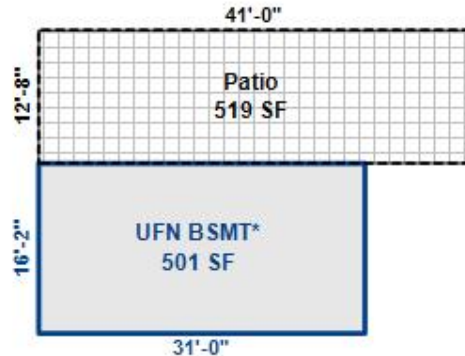 41'-0"
12'-8"
Patio
519 SF
16'-2"
UFN BSMT*
501 SF
31'-0"